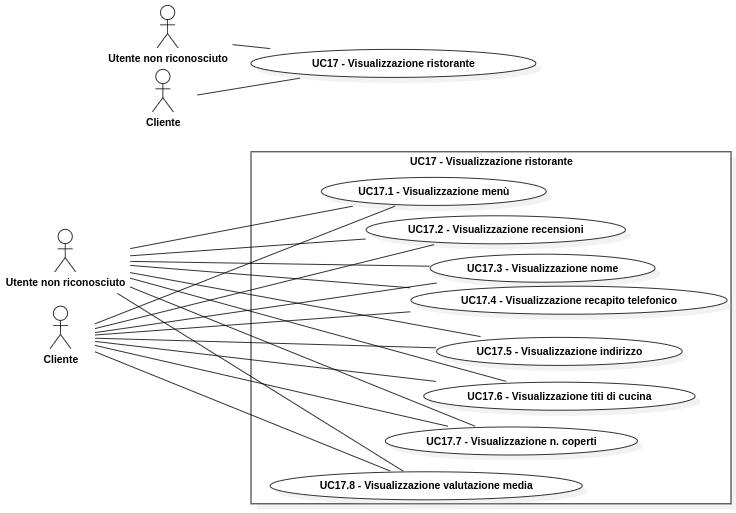 Utente non riconosciuto
UC17 - Visualizzazione ristorante
Cliente
UC17 - Visualizzazione ristorante
UC17.1 - Visualizzazione menù
UC17.2 - Visualizzazione recensioni
UC17.3 - Visualizzazione nome
Utente non riconosciuto
UC17.4 - Visualizzazione recapito telefonico
UC17.5 - Visualizzazione indirizzo
Cliente
UC17.6 - Visualizzazione titi di cucina
UC17.7 - Visualizzazione n. coperti
UC17.8 - Visualizzazione valutazione media